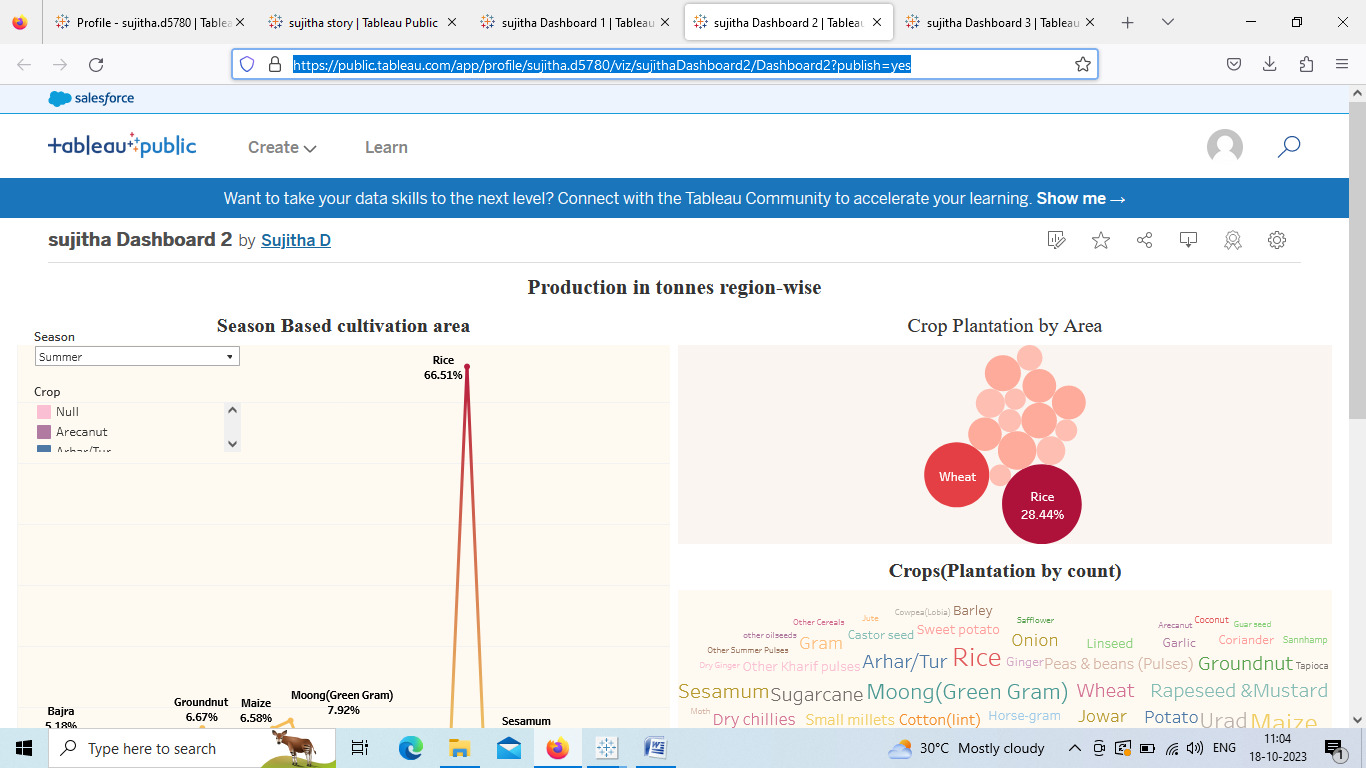 Profile - sujitha.d5780 | Tablea
sujitha story | Tableau Public
sujitha Dashboard 1 | Tableau
sujitha Dashboard 2 | Tableau
sujitha Dashboard 3 | Tableau
https://public.tableau.com/app/profile/sujitha.d5780/viz/sujithaDashboard2/Dashboard2?publish=yes
salesforce
tableau public
Create
Learn
Want to take your data skills to the next level? Connect with the Tableau Community to accelerate your learning. Show me →
sujitha Dashboard 2 by Sujitha D
Production in tonnes region-wise
Season Based cultivation area
Season
Summer
Crop
Null
Arecanut
Arhar/Tur
Rice
66.51%
Groundnut
6.67%
Maize
6.58%
Moong(Green Gram)
7.92%
Bajra
5.18%
Sesamum
Crop Plantation by Area
Wheat
Rice
28.44%
Crops(Plantation by count)
Cowpea(Lobia) Barley
Other Cereals Jute Safflower Arecanut Coconut Guar seed
other oilseeds Castor seed Sweet potato
Gram Onion Linseed Garlic Coriander Sannhamp
Other Summer Pulses
Dry Ginger Other Kharif pulses Arhar/Tur Rice Ginger Peas & beans (Pulses) Groundnut Tapioca
Sesamum Sugarcane Moong(Green Gram) Wheat Rapeseed &Mustard
Moth Dry chillies Small millets Cotton(lint) Horse-gram Jowar Potato Urad Maize
Type here to search
30°C Mostly cloudy
ENG
11:04
18-10-2023
1